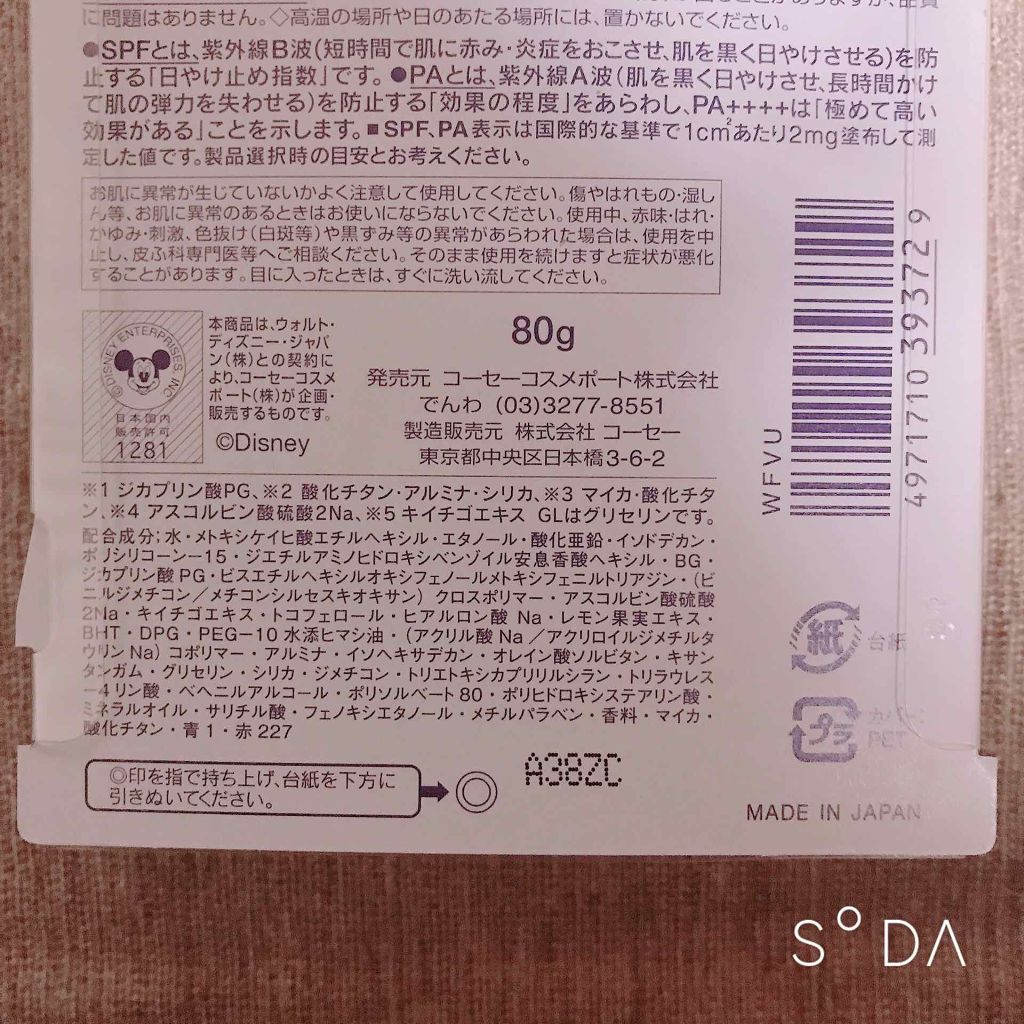 に問題はありません。◇高温の場所や日のあたる場所には、置かないでください。
●SPFとは、紫外線B波(短時間で肌に赤み・炎症をおこさせ、肌を黒く日やけさせる)を防
止する「日やけ止め指数」です。●PAとは、紫外線A波(肌を黒く日やけさせ、長時間かけ
て肌の弾力を失わせる)を防止する「効果の程度」をあらわし、PA++++は「極めて高い
効果がある」ことを示します。■SPF、PA表示は国際的な基準で1cm²あたり2mg塗布して測
定した値です。製品選択時の目安とお考えください。
お肌に異常が生じていないかよく注意して使用してください。傷やはれもの・湿し
ん等、お肌に異常のあるときはお使いにならないでください。使用中、赤味・はれ・
かゆみ・刺激、色抜け(白斑等)や黒ずみ等の異常があらわれた場合は、使用を中
止し、皮ふ科専門医等へご相談ください。そのまま使用を続けますと症状が悪化
することがあります。目に入ったときは、すぐに洗い流してください。
©DISNEY ENTERPRISES INC
日本国内
販売許可
1281
本商品は、ウォルト・
ディズニー・ジャパ
ン(株)との契約に
より、コーセーコスメ
ポート(株)が企画・
販売するものです。
©Disney
80g
発売元 コーセーコスメポート株式会社
でんわ (03)3277-8551
製造販売元 株式会社 コーセー
東京都中央区日本橋3-6-2
WFVU
4971710393729
※1 ジカプリン酸PG、※2 酸化チタン・アルミナ・シリカ、※3 マイカ・酸化チタ
ン、※4 アスコルビン酸硫酸2Na、※5 キイチゴエキス GLはグリセリンです。
配合成分;水・メトキシケイヒ酸エチルヘキシル・エタノール・酸化亜鉛・イソドデカン・
ポリシリコーン−15・ジエチルアミノヒドロキシベンゾイル安息香酸ヘキシル・BG・
ジカプリン酸PG・ビスエチルヘキシルオキシフェノールメトキシフェニルトリアジン・(ビ
ニルジメチコン/メチコンシルセスキオキサン)クロスポリマー・アスコルビン酸硫酸
2Na・キイチゴエキス・トコフェロール・ヒアルロン酸 Na・レモン果実エキス・
BHT・DPG・PEG−10 水添ヒマシ油・(アクリル酸Na/アクリロイルジメチルタ
ウリンNa)コポリマー・アルミナ・イソヘキサデカン・オレイン酸ソルビタン・キサン
タンガム・グリセリン・シリカ・ジメチコン・トリエトキシカプリリルシラン・トリラウレス
−4リン酸・ベヘニルアルコール・ポリソルベート80・ポリヒドロキシステアリン酸・
ミネラルオイル・サリチル酸・フェノキシエタノール・メチルパラベン・香料・マイカ・
酸化チタン・青1・赤227
紙
台紙
プラ
カバー:
PET
◎印を指で持ち上げ、台紙を下方に
引きぬいてください。
A38ZC
MADE IN JAPAN
SODA